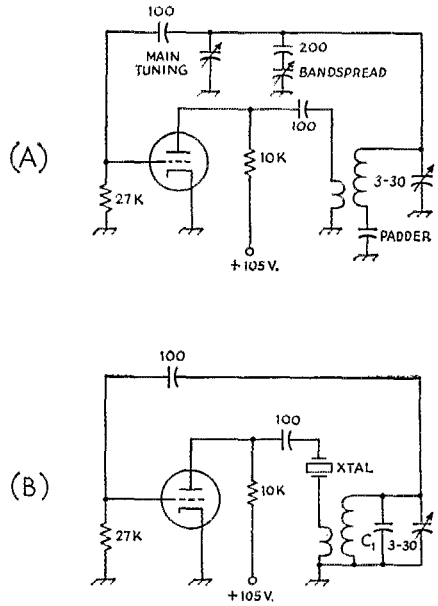 100
MAIN
TUNING
200
BANDSPREAD
(A)
100
27K
10K
3-30
PADDER
+105V.
100
100
(B)
XTAL
27K
10K
C1
3-30
+105V.